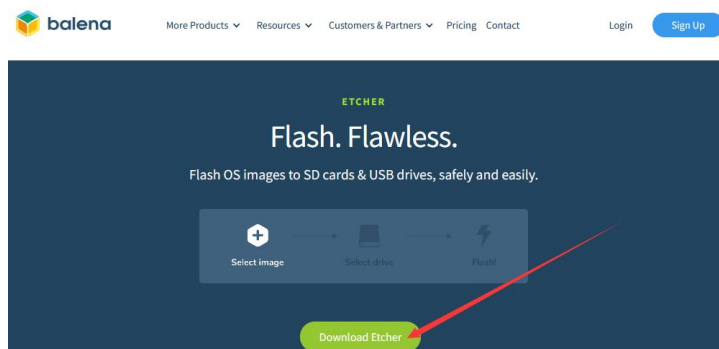 balena More Products Resources Customers & Partners Pricing Contact Login Sign Up
ETCHER
Flash. Flawless.
Flash OS images to SD cards & USB drives, safely and easily.
Select image Select drive Flash!
Download Etcher